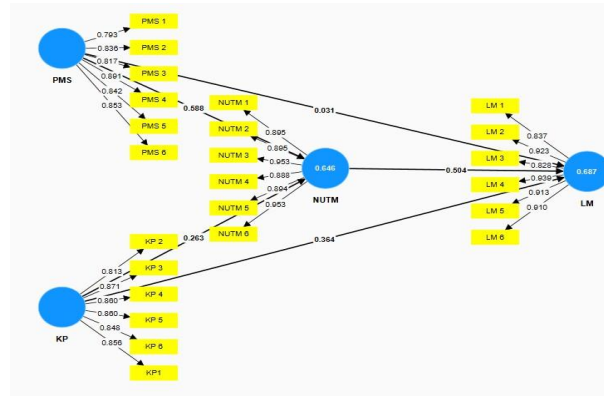 PMS 1
0.793
PMS 2
0.836
PMS 3
0.817
PMS 4
0.891
PMS 5
0.842
PMS 6
0.853
PMS
0.588
0.031
NUTM 1
0.895
NUTM 2
0.895
NUTM 3
0.953
NUTM 4
0.888
NUTM 5
0.894
NUTM 6
0.953
0.646
NUTM
0.504
LM 1
0.837
LM 2
0.923
LM 3
0.828
LM 4
0.939
LM 5
0.913
LM 6
0.910
0.687
LM
0.263
0.364
KP 2
0.813
KP 3
0.871
KP 4
0.860
KP 5
0.860
KP 6
0.848
KP1
0.856
KP